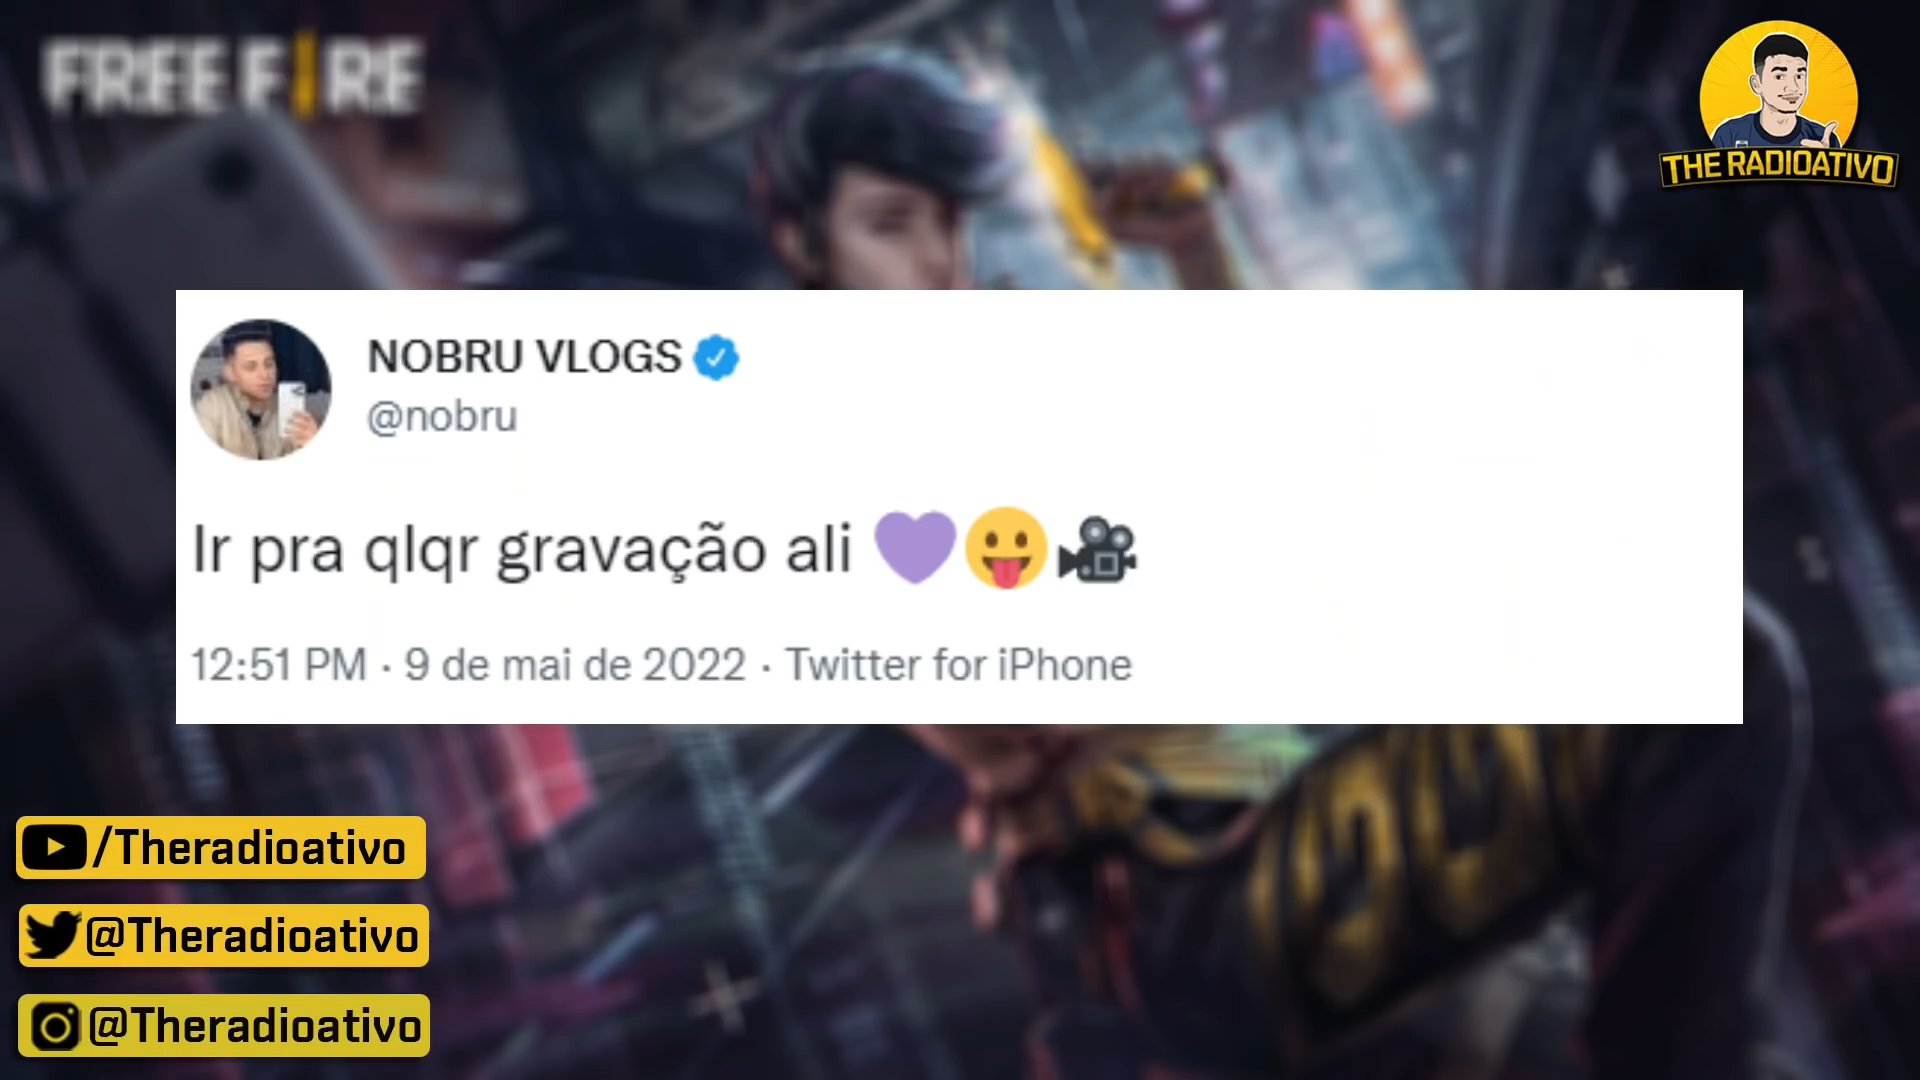 FREE FIRE
THE RADIOATIVO
NOBRU VLOGS
@nobru
Ir pra qlqr gravação ali 💜😛🎥
12:51 PM · 9 de mai de 2022 · Twitter for iPhone
/Theradioativo
@Theradioativo
@Theradioativo